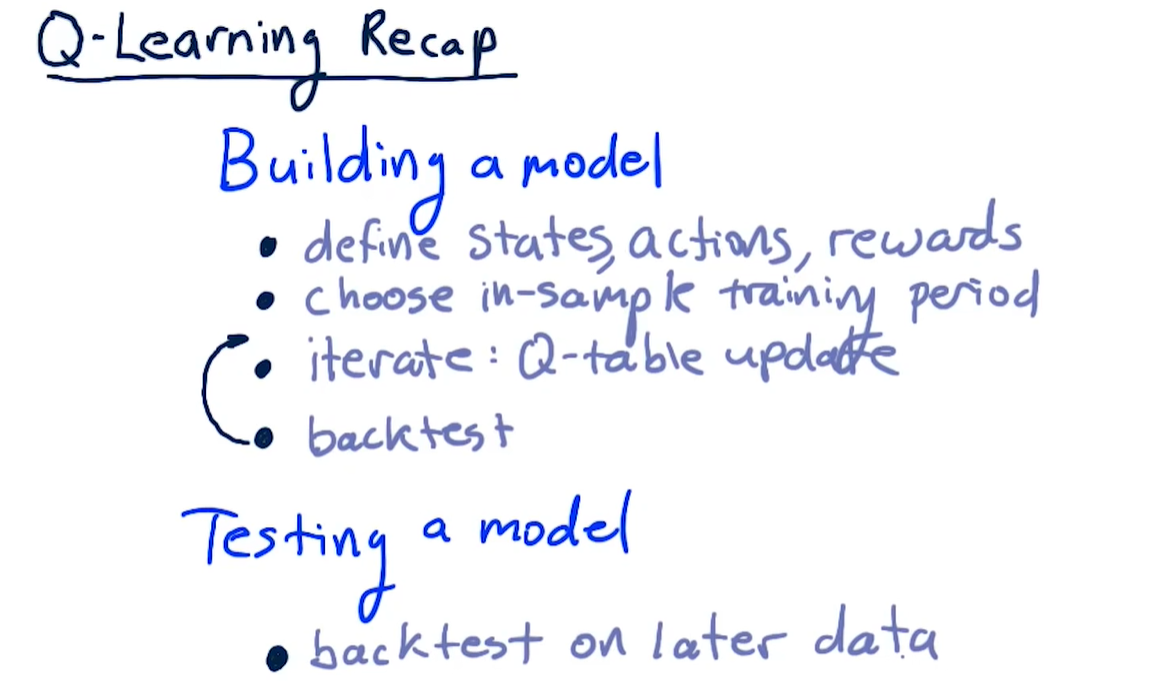 Q-Learning Recap
Building a model
• define states, actions, rewards
• choose in-sample training period
• iterate: Q-table update
• backtest
Testing a model
• backtest on later data